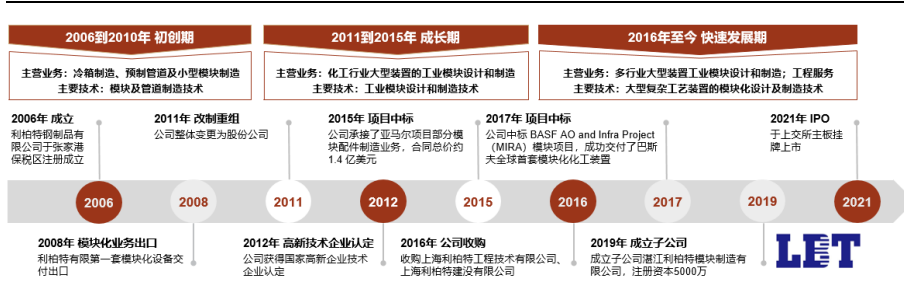 2006到2010年 初创期
2011到2015年 成长期
2016年至今 快速发展期
主营业务：冷箱制造、预制管道及小型模块制造
主要技术：模块及管道制造技术
主营业务：化工行业大型装置的工业模块设计和制造
主要技术：工业模块设计和制造技术
主营业务：多行业大型装置工业模块设计和制造；工程服务
主要技术：大型复杂工艺装置的模块化设计及制造技术
2006年 成立
利柏特钢制品有
限公司于张家港
保税区注册成立
2011年 改制重组
公司整体变更为股份公司
2015年 项目中标
公司承接了亚马尔项目部分模
块配件制造业务，合同总价约
1.4 亿美元
2017年 项目中标
公司中标 BASF AO and Infra Project
（MIRA）模块项目，成功交付了巴斯
夫全球首套模块化化工装置
2021年 IPO
于上交所主板挂
牌上市
2006
2008
2011
2012
2015
2016
2017
2019
2021
2008年 模块化业务出口
利柏特有限第一套模块化设备交
付出口
2012年 高新技术企业认定
公司获得国家高新企业技术
企业认定
2016年 公司收购
收购上海利柏特工程技术有限公司、
上海利柏特建设有限公司
2019年 成立子公司
成立子公司湛江利柏特模块制造有
限公司，注册资本5000万
LBT